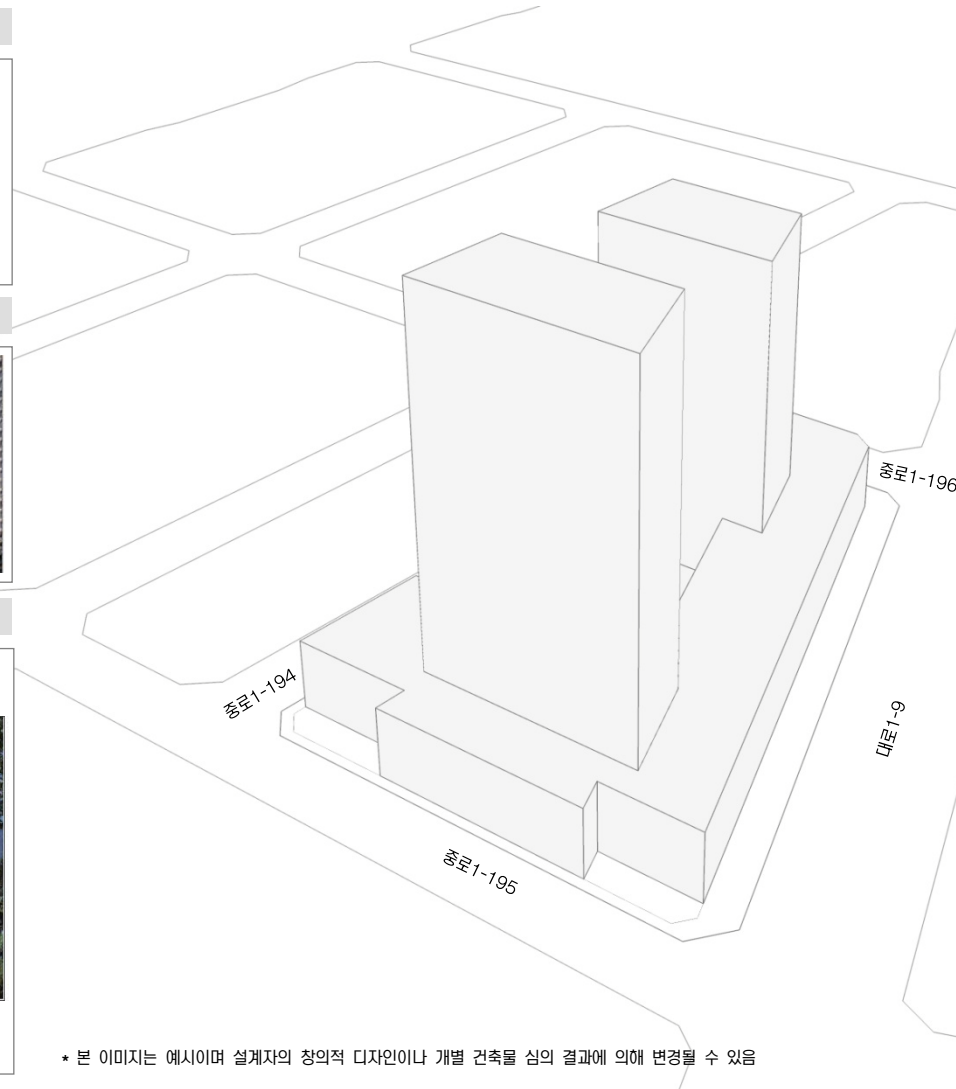 중로1-196
중로1-194
대로1-9
중로1-195
* 본 이미지는 예시이며 설계자의 창의적 디자인이나 개별 건축물 심의 결과에 의해 변경될 수 있음